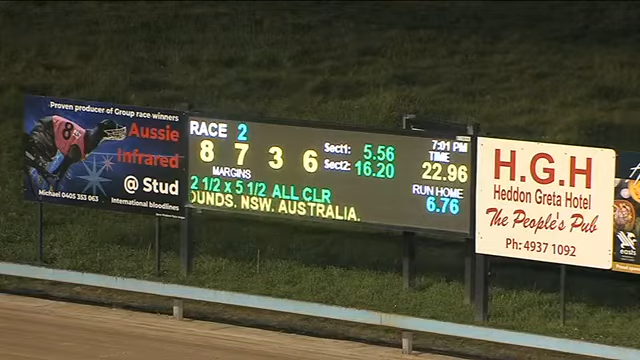 Proven producer of Group race winners
8
Aussie
Infrared
@ Stud
Michael 0405 353 063
International bloodlines
RACE 2
8 7 3 6
MARGINS
Sect1: 5.56
Sect2: 16.20
7:01 PM
TIME
22.96
RUN HOME
6.76
2 1/2 x 5 1/2 ALL CLR
OUNDS. NSW. AUSTRALIA.
H.G.H
Heddon Greta Hotel
The People's Pub
Ph: 4937 1092